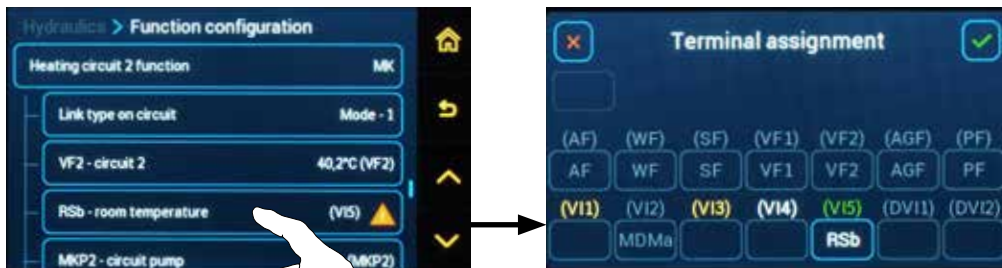 Hydraulics > Function configuration
Heating circuit 2 function MK
Link type on circuit Mode - 1
VF2 - circuit 2 40,2°C (VF2)
RSb - room temperature (VI5)
MKP2 - circuit pump (MKP2)
Terminal assignment
(AF) (WF) (SF) (VF1) (VF2) (AGF) (PF)
AF WF SF VF1 VF2 AGF PF
(VI1) (VI2) (VI3) (VI4) (VI5) (DVI1) (DVI2)
MDMa RSb